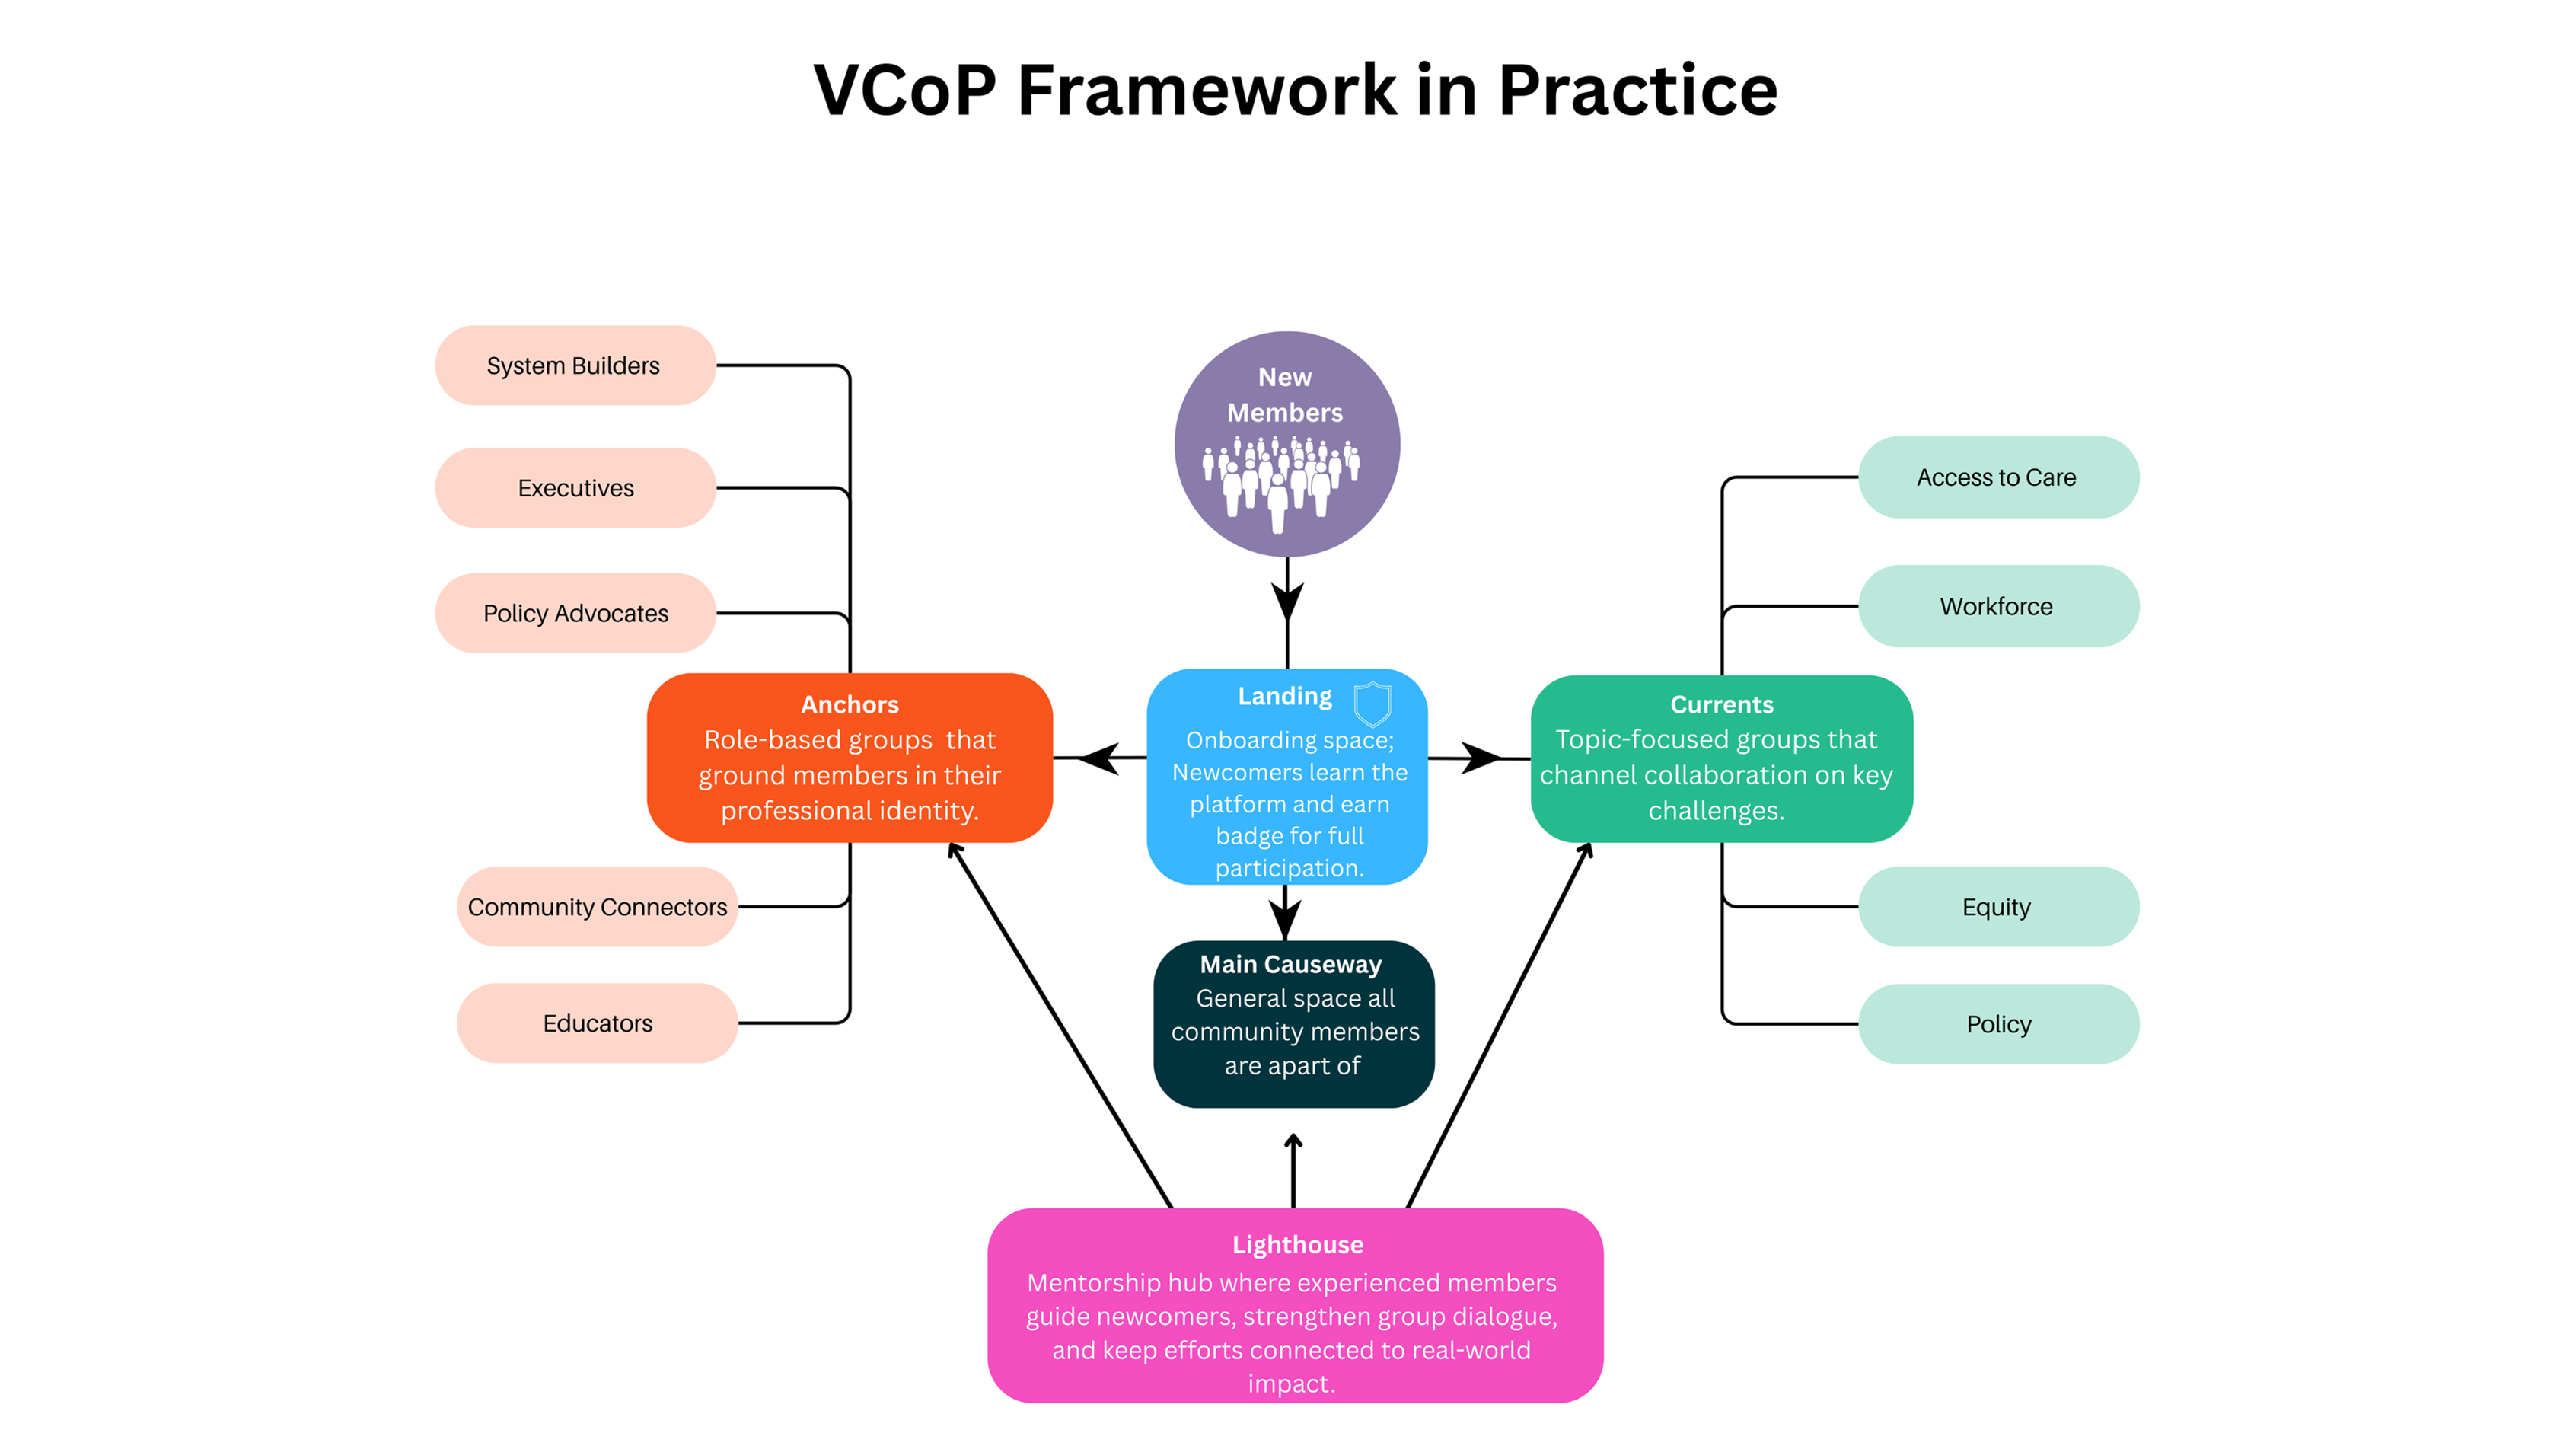 VCoP Framework in Practice
System Builders
Executives
Policy Advocates
Anchors
Role-based groups that
ground members in their
professional identity.
Community Connectors
Educators
New
Members
Landing
Onboarding space;
Newcomers learn the
platform and earn
badge for full
participation.
Main Causeway
General space all
community members
are apart of
Access to Care
Workforce
Currents
Topic-focused groups that
channel collaboration on key
challenges.
Equity
Policy
Lighthouse
Mentorship hub where experienced members
guide newcomers, strengthen group dialogue,
and keep efforts connected to real-world
impact.